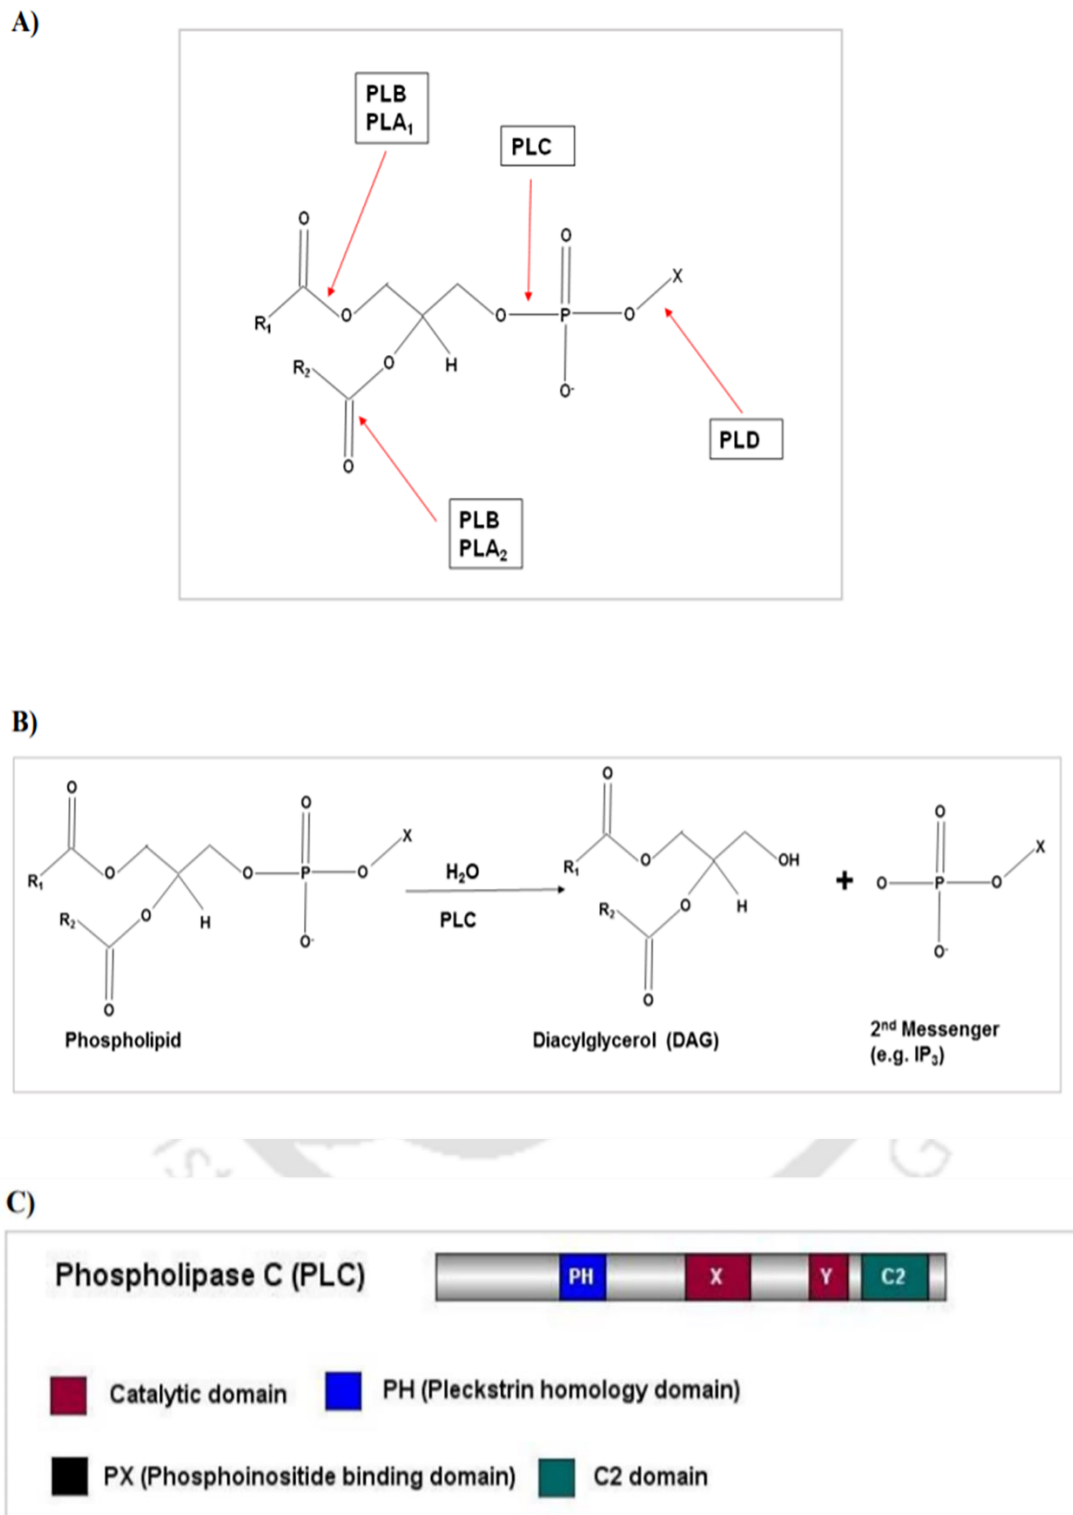 A)
PLB
PLA₁
PLC
O
O
X
R₁
O
O
P
O
R₂
O
H
O⁻
O
PLD
PLB
PLA₂
B)
O
O
X
R₁
O
O
P
O
R₂
O
H
O⁻
O
Phospholipid
H₂O
PLC
O
R₁
O
OH
R₂
O
H
O
Diacylglycerol (DAG)
+
O
X
O
P
O
O⁻
2ⁿᵈ Messenger
(e.g. IP₃)
S
G
C)
Phospholipase C (PLC)
PH X Y C2
Catalytic domain
PH (Pleckstrin homology domain)
PX (Phosphoinositide binding domain)
C2 domain